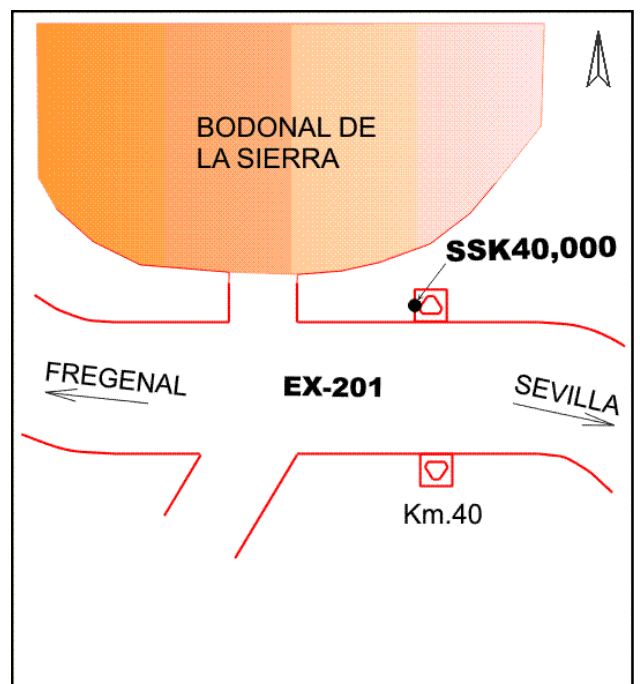 BODONAL DE
LA SIERRA
SSK40,000
FREGENAL
EX-201
SEVILLA
Km.40